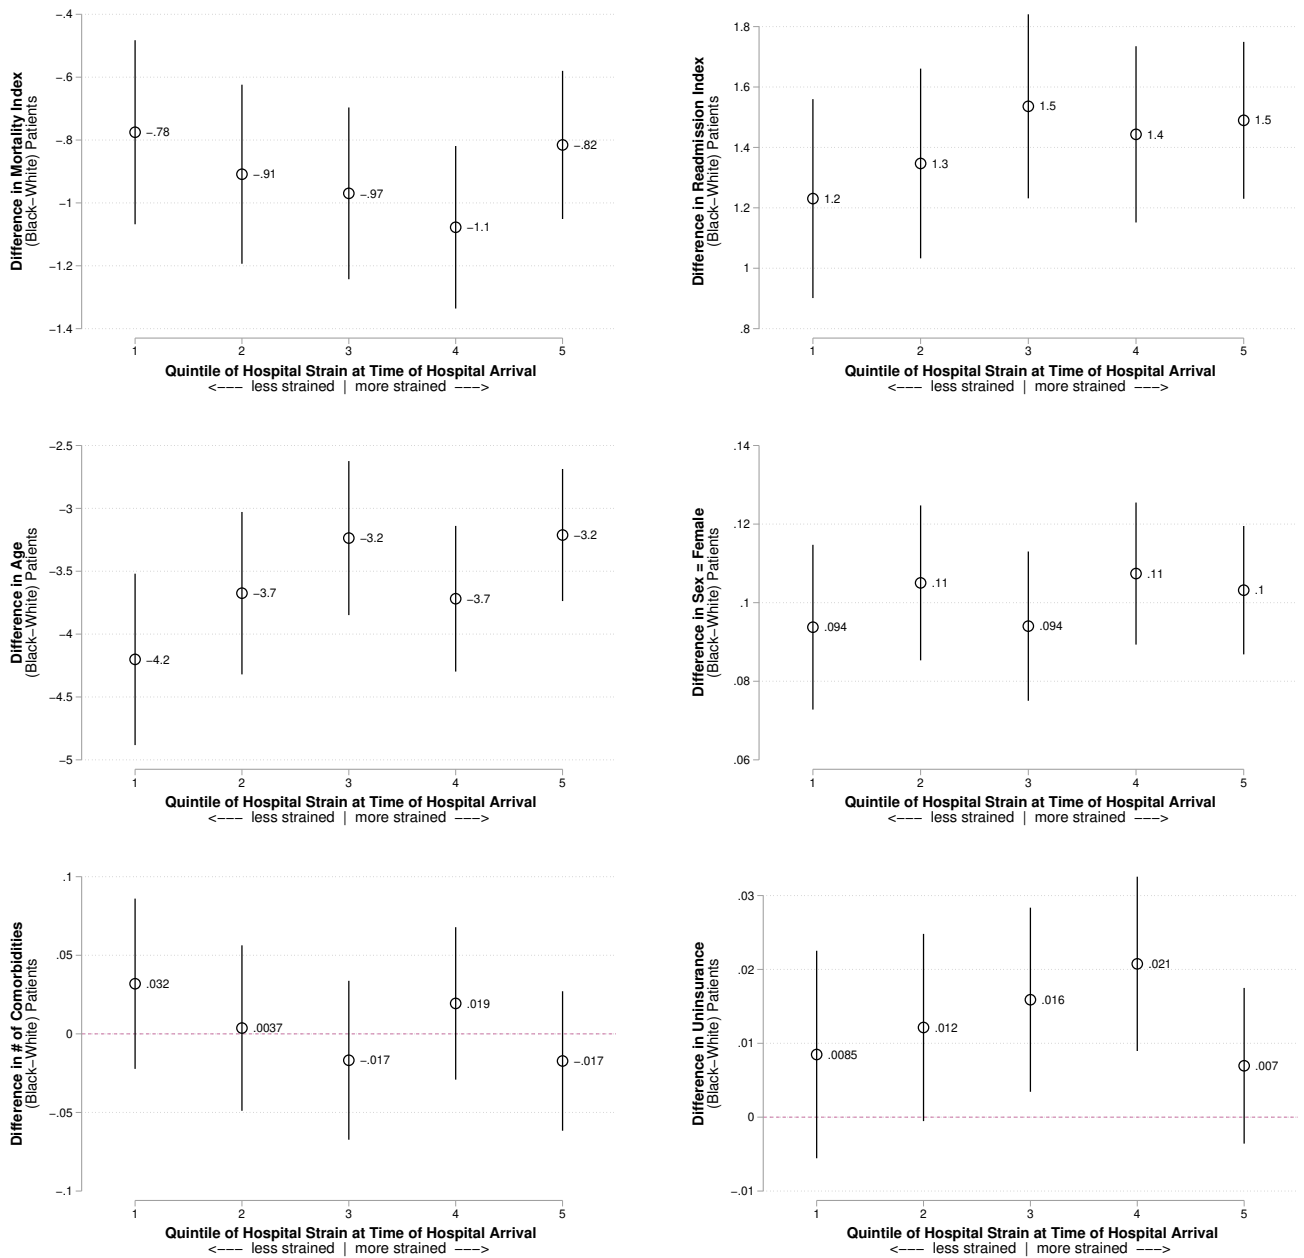 Difference in Mortality Index
(Black−White) Patients
−.4
−.6
−.8
−1
−1.2
−1.4
−.78
−.91
−.97
−1.1
−.82
1 2 3 4 5
Quintile of Hospital Strain at Time of Hospital Arrival
<−−− less strained | more strained −−−>
Difference in Readmission Index
(Black−White) Patients
1.8
1.6
1.4
1.2
1
.8
1.2
1.3
1.5
1.4
1.5
1 2 3 4 5
Quintile of Hospital Strain at Time of Hospital Arrival
<−−− less strained | more strained −−−>
Difference in Age
(Black−White) Patients
−2.5
−3
−3.5
−4
−4.5
−5
−4.2
−3.7
−3.2
−3.7
−3.2
1 2 3 4 5
Quintile of Hospital Strain at Time of Hospital Arrival
<−−− less strained | more strained −−−>
Difference in Sex = Female
(Black−White) Patients
.14
.12
.1
.08
.06
.094
.11
.094
.11
.1
1 2 3 4 5
Quintile of Hospital Strain at Time of Hospital Arrival
<−−− less strained | more strained −−−>
Difference in # of Comorbidities
(Black−White) Patients
.1
.05
0
−.05
−.1
.032
.0037
−.017
.019
−.017
1 2 3 4 5
Quintile of Hospital Strain at Time of Hospital Arrival
<−−− less strained | more strained −−−>
Difference in Uninsurance
(Black−White) Patients
.03
.02
.01
0
−.01
.0085
.012
.016
.021
.007
1 2 3 4 5
Quintile of Hospital Strain at Time of Hospital Arrival
<−−− less strained | more strained −−−>